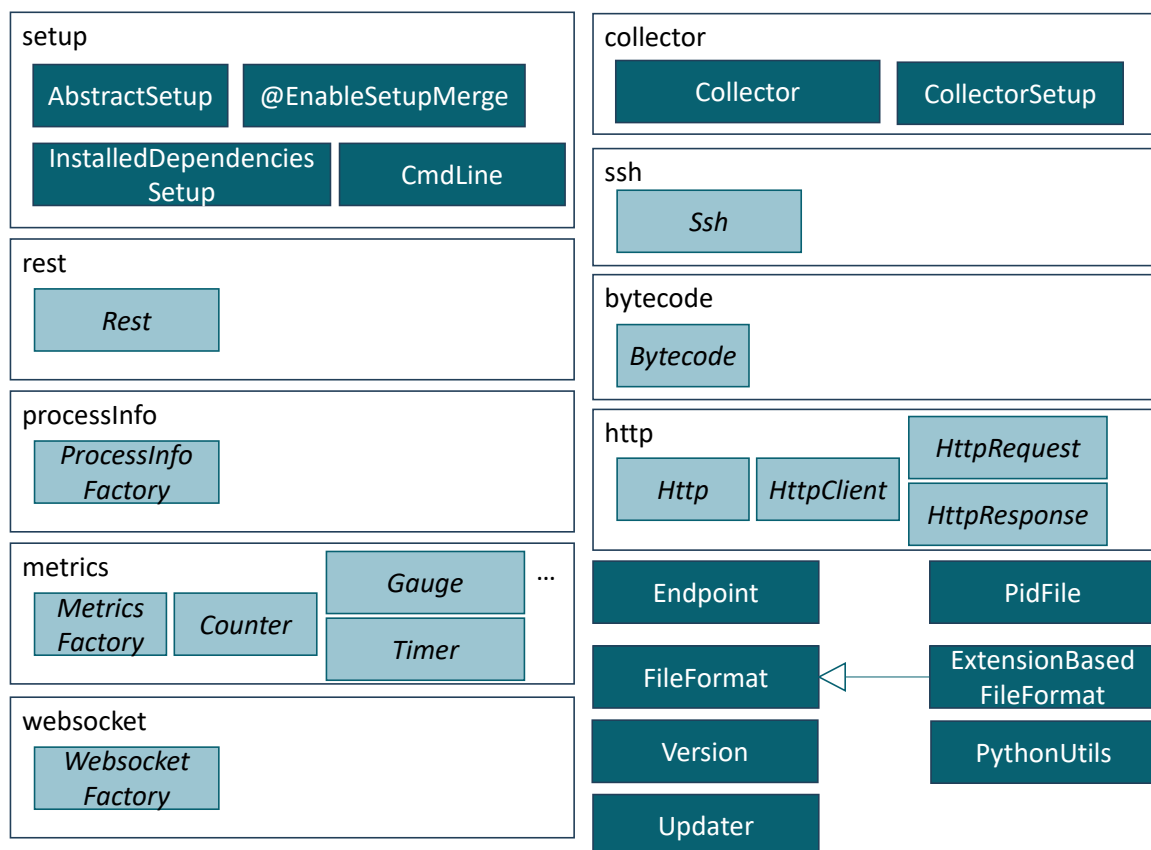 setup
AbstractSetup
@EnableSetupMerge
InstalledDependencies
Setup
CmdLine
rest
Rest
processInfo
ProcessInfo
Factory
metrics
Metrics
Factory
Counter
Gauge
Timer
...
websocket
Websocket
Factory
collector
Collector
CollectorSetup
ssh
Ssh
bytecode
Bytecode
http
Http
HttpClient
HttpRequest
HttpResponse
Endpoint
PidFile
FileFormat
ExtensionBased
FileFormat
Version
PythonUtils
Updater